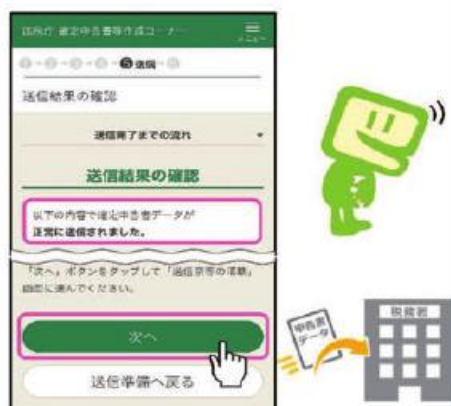 国税庁 確定申告書等作成コーナー
メニュー
5 送信
送信結果の確認
送信完了までの流れ
送信結果の確認
以下の内容で確定申告書データが
正常に送信されました。
「次へ」ボタンをタップして「送信票等の印刷」
画面に進んでください。
次へ
送信準備へ戻る
申告書
データ
税務署